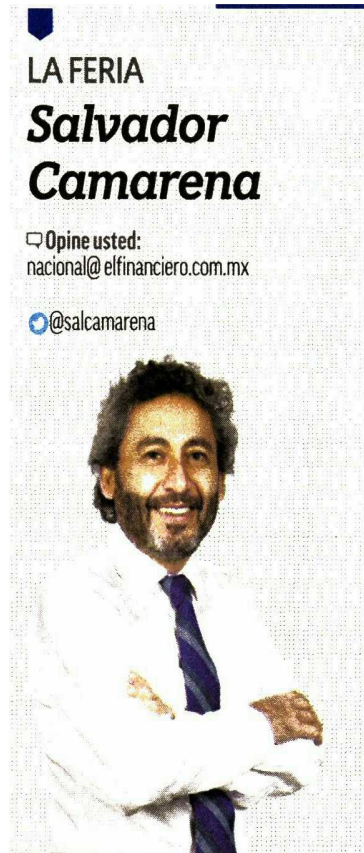 LA FERIA
Salvador
Camarena
Opine usted:
nacional@elfinanciero.com.mx
@salcamarena